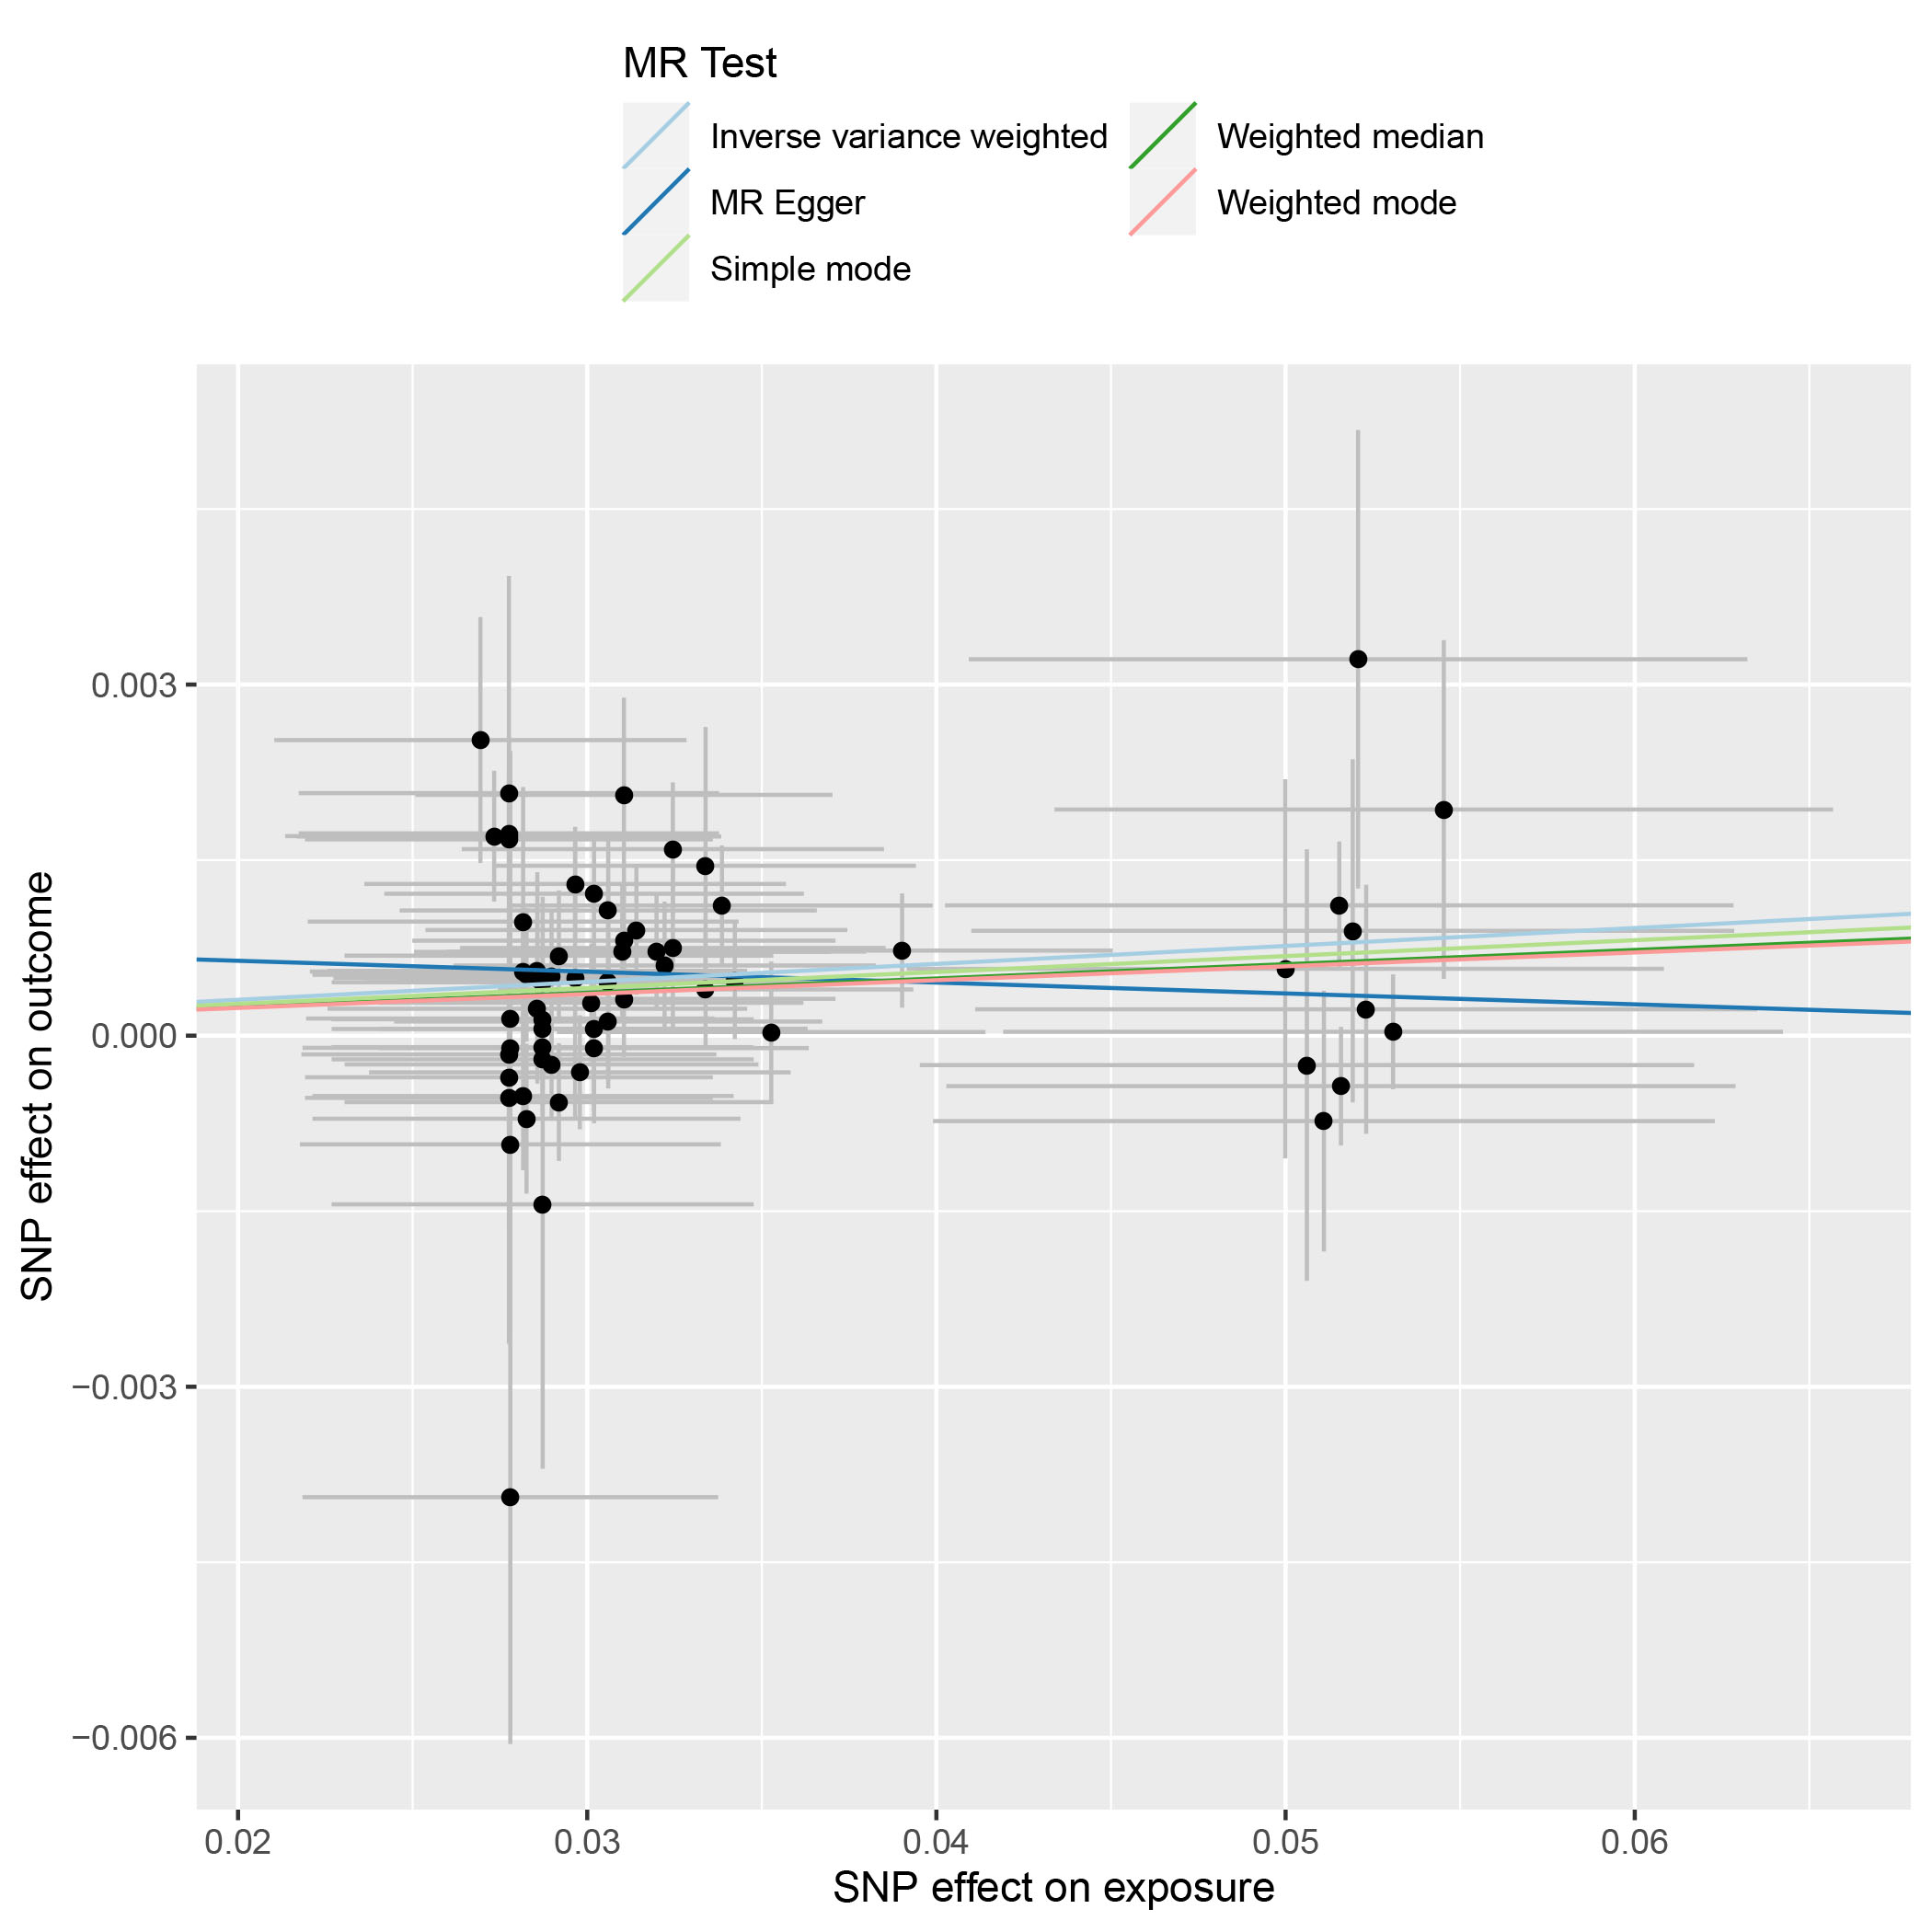 MR Test
Inverse variance weighted
Weighted median
MR Egger
Weighted mode
Simple mode
SNP effect on outcome
0.003
0.000
−0.003
−0.006
0.02
0.03
0.04
0.05
0.06
SNP effect on exposure